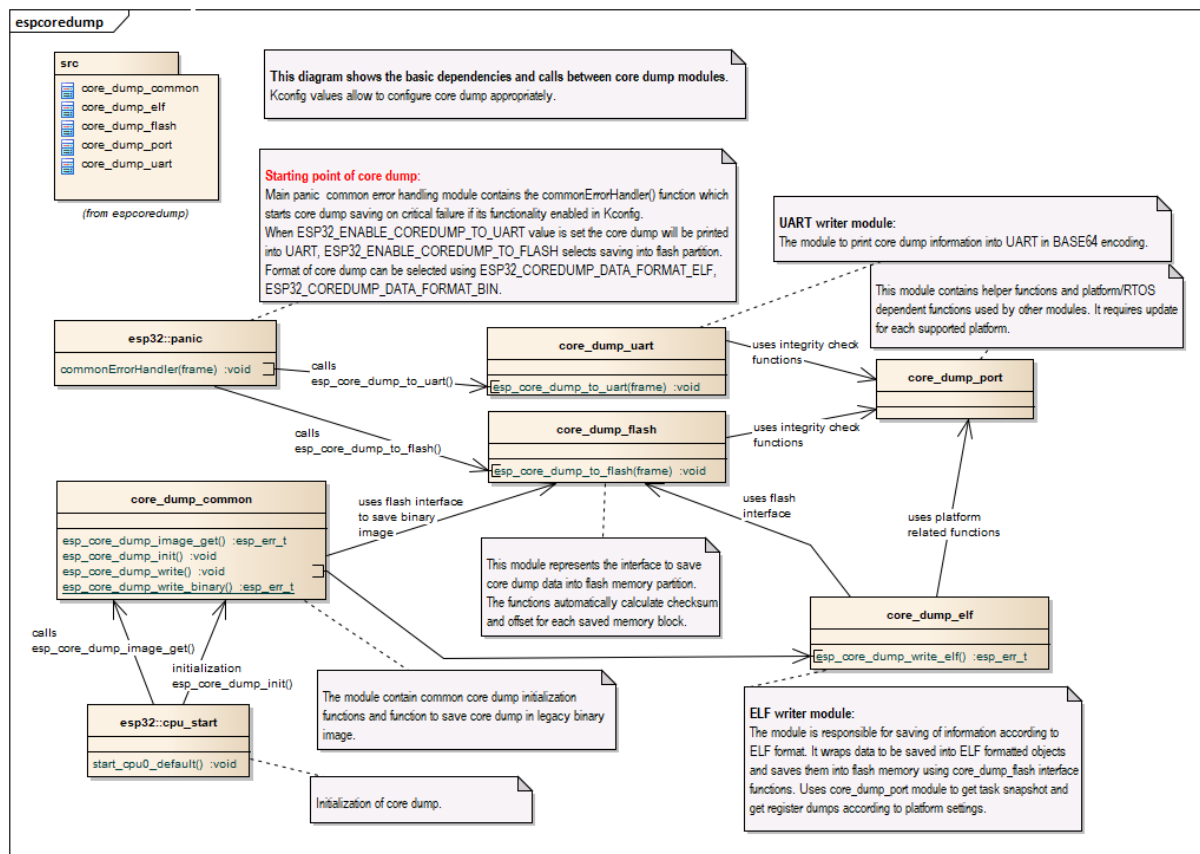 espcoredump
src
core_dump_common
core_dump_elf
core_dump_flash
core_dump_port
core_dump_uart
(from espcoredump)
This diagram shows the basic dependencies and calls between core dump modules.
Kconfig values allow to configure core dump appropriately.
Starting point of core dump:
Main panic common error handling module contains the commonErrorHandler() function which
starts core dump saving on critical failure if its functionality enabled in Kconfig.
When ESP32_ENABLE_COREDUMP_TO_UART value is set the core dump will be printed
into UART, ESP32_ENABLE_COREDUMP_TO_FLASH selects saving into flash partition.
Format of core dump can be selected using ESP32_COREDUMP_DATA_FORMAT_ELF,
ESP32_COREDUMP_DATA_FORMAT_BIN.
UART writer module:
The module to print core dump information into UART in BASE64 encoding.
This module contains helper functions and platform/RTOS
dependent functions used by other modules. It requires update
for each supported platform.
esp32::panic
commonErrorHandler(frame) :void
calls
esp_core_dump_to_uart()
core_dump_uart
esp_core_dump_to_uart(frame) :void
uses integrity check
functions
core_dump_port
calls
esp_core_dump_to_flash()
core_dump_flash
esp_core_dump_to_flash(frame) :void
uses integrity check
functions
core_dump_common
esp_core_dump_image_get() :esp_err_t
esp_core_dump_init() :void
esp_core_dump_write() :void
esp_core_dump_write_binary() :esp_err_t
uses flash interface
to save binary
image
uses flash
interface
uses platform
related functions
This module represents the interface to save
core dump data into flash memory partition.
The functions automatically calculate checksum
and offset for each saved memory block.
core_dump_elf
esp_core_dump_write_elf() :esp_err_t
calls
esp_core_dump_image_get()
initialization
esp_core_dump_init()
The module contain common core dump initialization
functions and function to save core dump in legacy binary
image.
esp32::cpu_start
start_cpu0_default() :void
Initialization of core dump.
ELF writer module:
The module is responsible for saving of information according to
ELF format. It wraps data to be saved into ELF formatted objects
and saves them into flash memory using core_dump_flash interface
functions. Uses core_dump_port module to get task snapshot and
get register dumps according to platform settings.